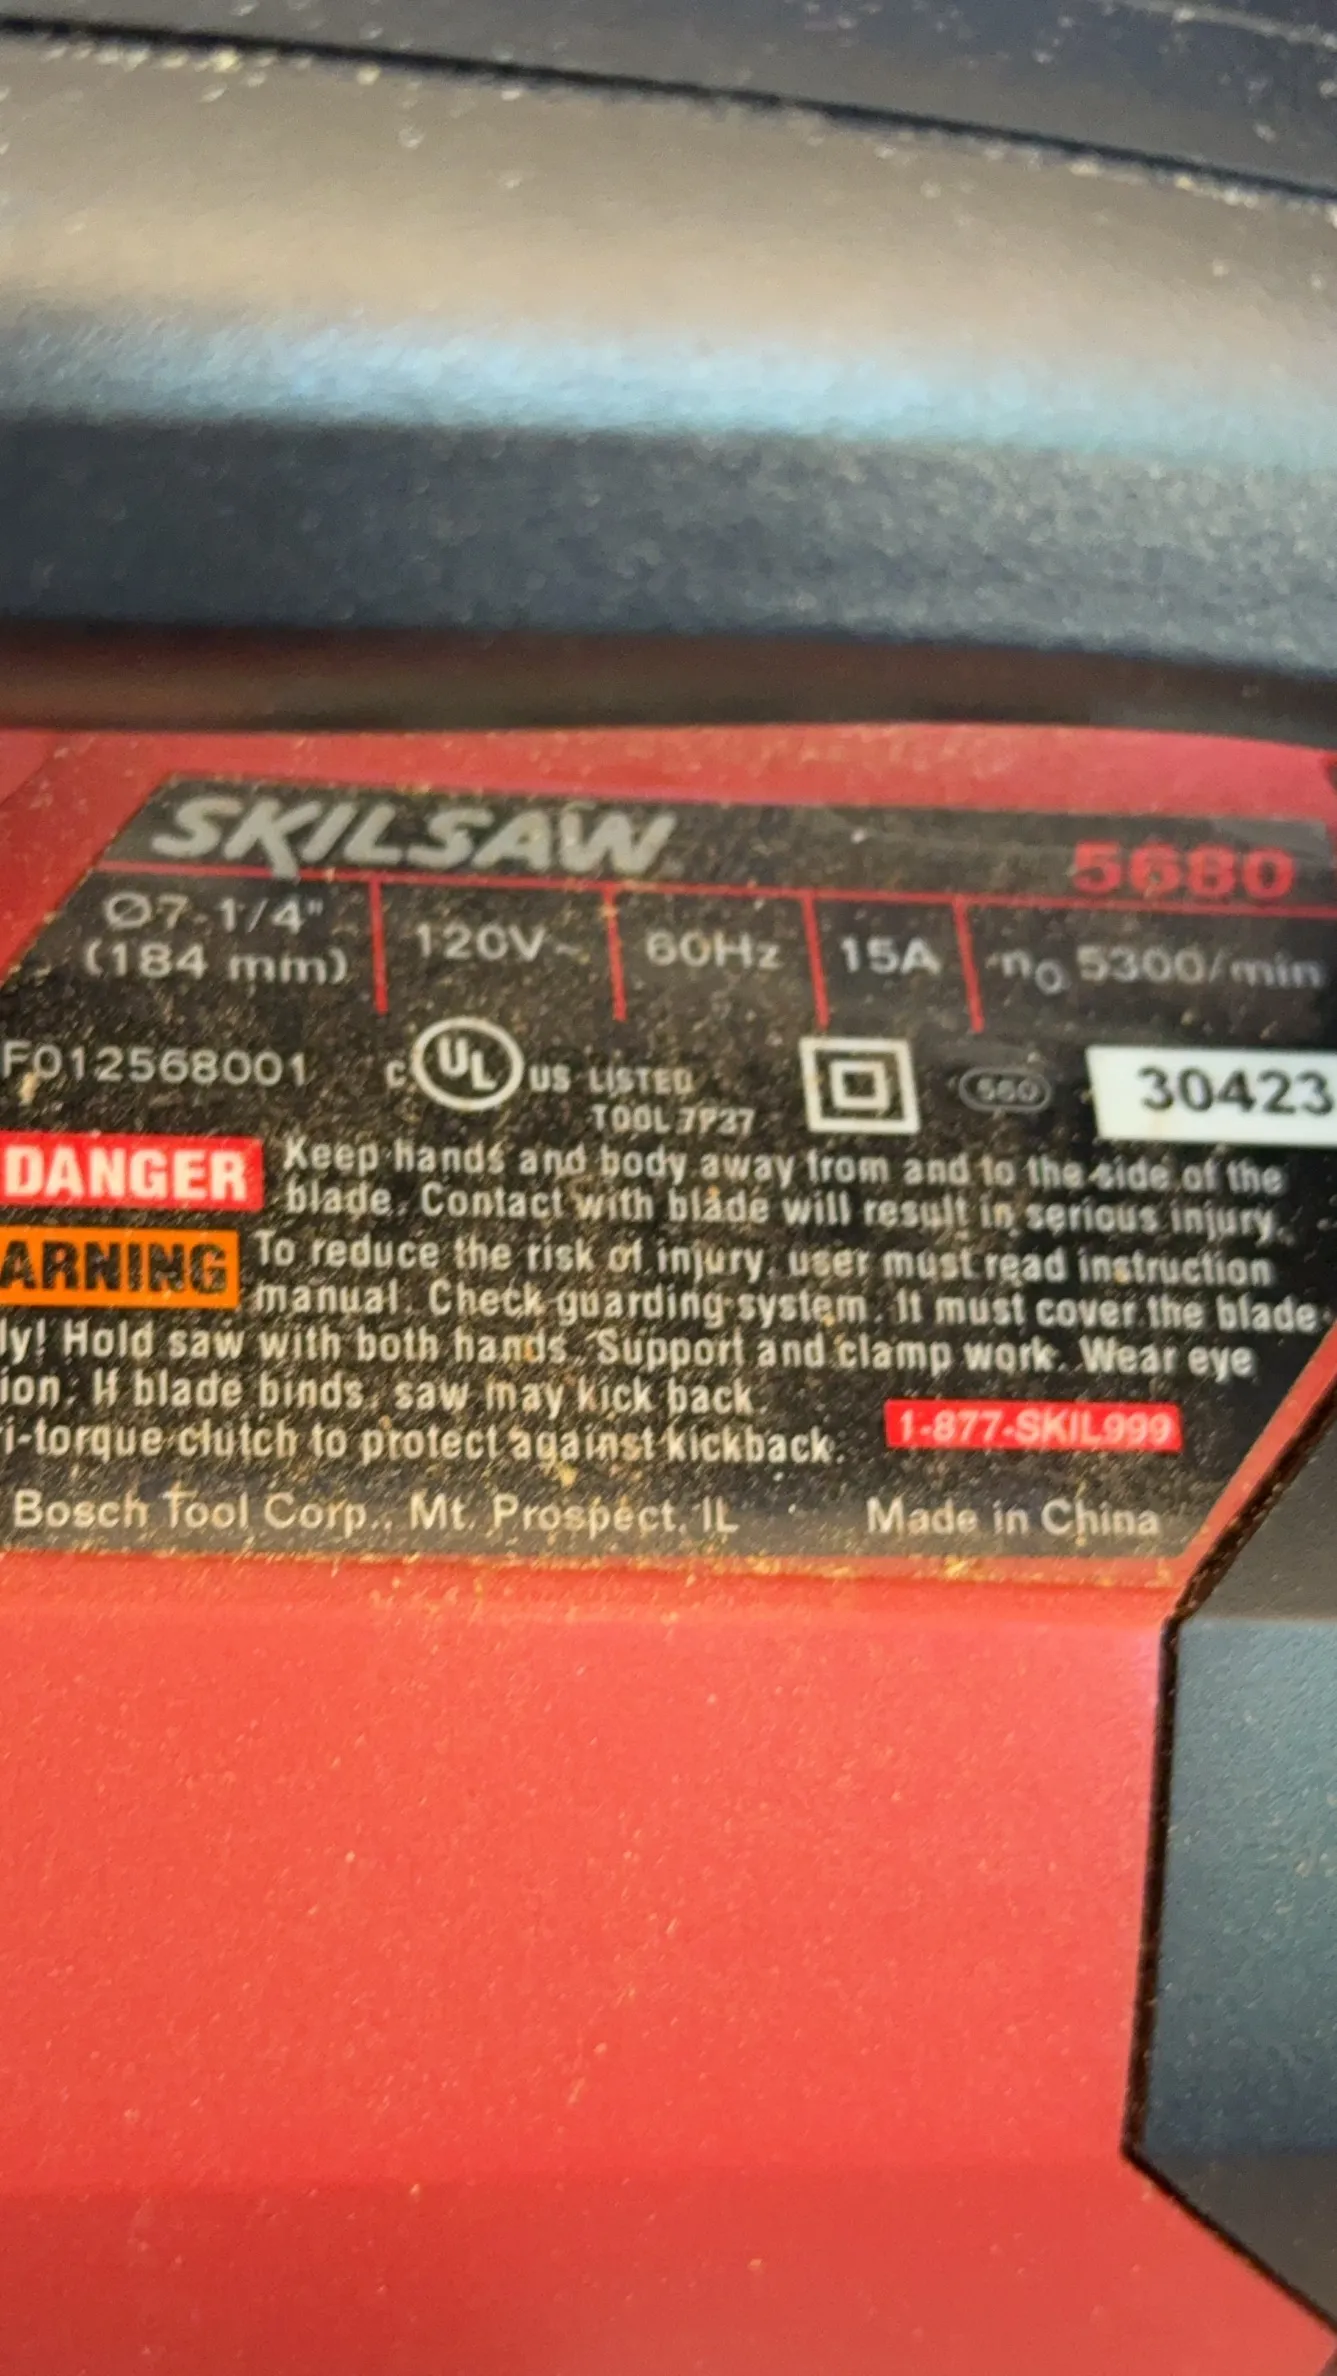 SKILSAW 5680
Ø7-1/4" 120V~ 60Hz 15A n₀ 5300/min
(184 mm)
F012568001 C UL US LISTED 560 30423
TOOL 7P37
DANGER Keep hands and body away from and to the side of the
blade. Contact with blade will result in serious injury.
ARNING To reduce the risk of injury, user must read instruction
manual. Check guarding system. It must cover the blade
ly! Hold saw with both hands. Support and clamp work. Wear eye
ion. If blade binds, saw may kick back.
i-torque clutch to protect against kickback. 1-877-SKIL999
Bosch Tool Corp., Mt. Prospect, IL Made in China